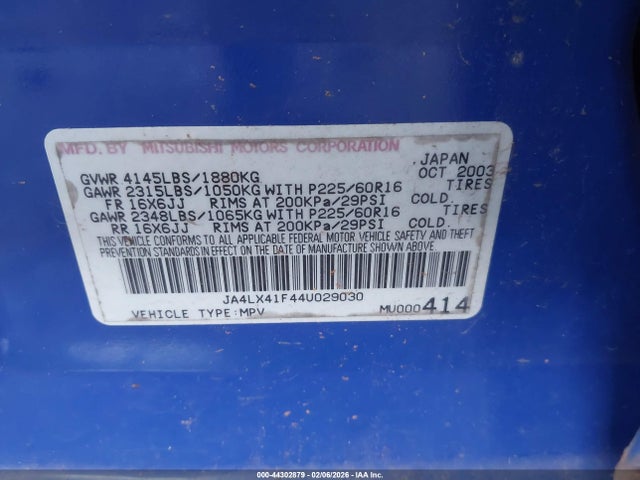 MFD. BY MITSUBISHI MOTORS CORPORATION JAPAN
GVWR 4145LBS/1880KG OCT 2003
GAWR 2315LBS/1050KG WITH P225/60R16 TIRES
FR 16X6JJ RIMS AT 200KPa/29PSI COLD
GAWR 2348LBS/1065KG WITH P225/60R16 TIRES
RR 16X6JJ RIMS AT 200KPa/29PSI COLD
THIS VEHICLE CONFORMS TO ALL APPLICABLE FEDERAL MOTOR VEHICLE SAFETY AND THEFT
PREVENTION STANDARDS IN EFFECT ON THE DATE OF MANUFACTURE SHOWN ABOVE.
JA4LX41F44U029030
VEHICLE TYPE:MPV MU000414
000-44302879 - 02/06/2026 - IAA Inc.